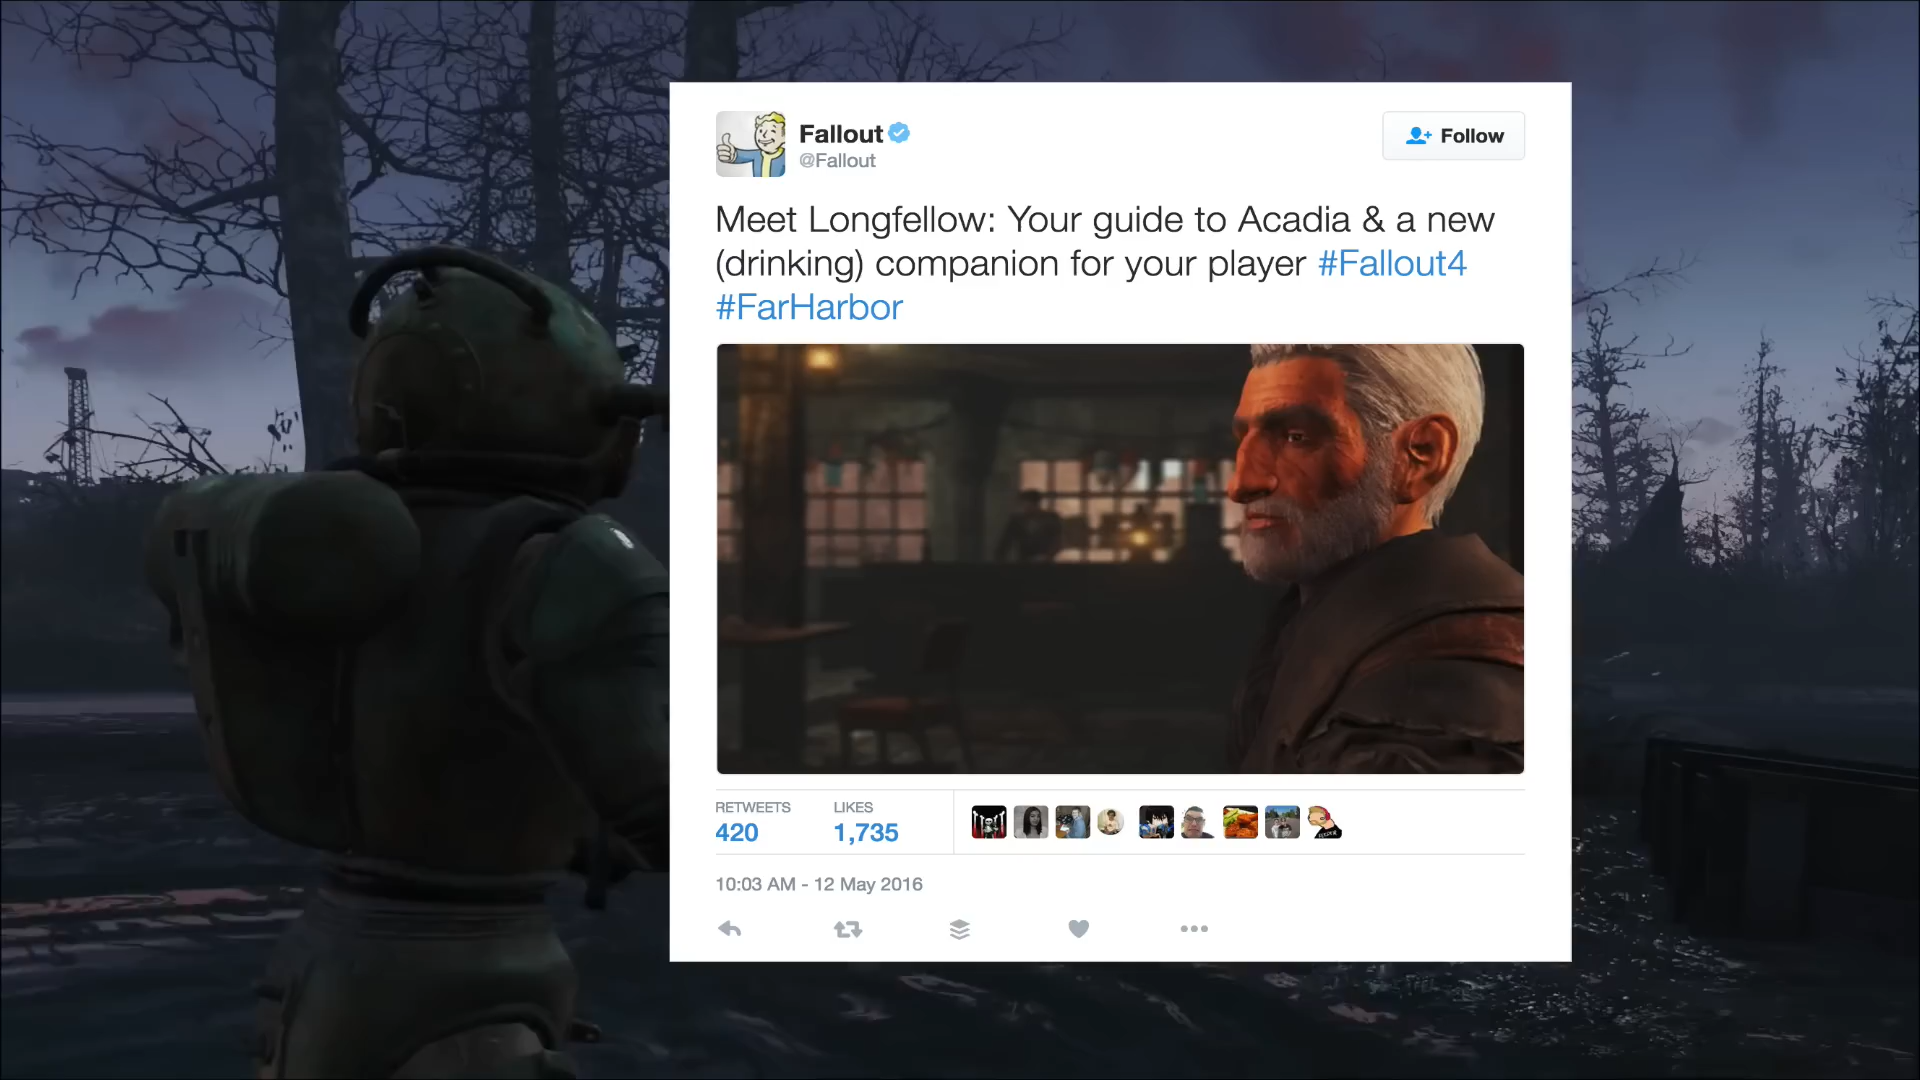 Fallout
@Fallout
Follow
Meet Longfellow: Your guide to Acadia & a new
(drinking) companion for your player #Fallout4
#FarHarbor
RETWEETS
420
LIKES
1,735
10:03 AM - 12 May 2016